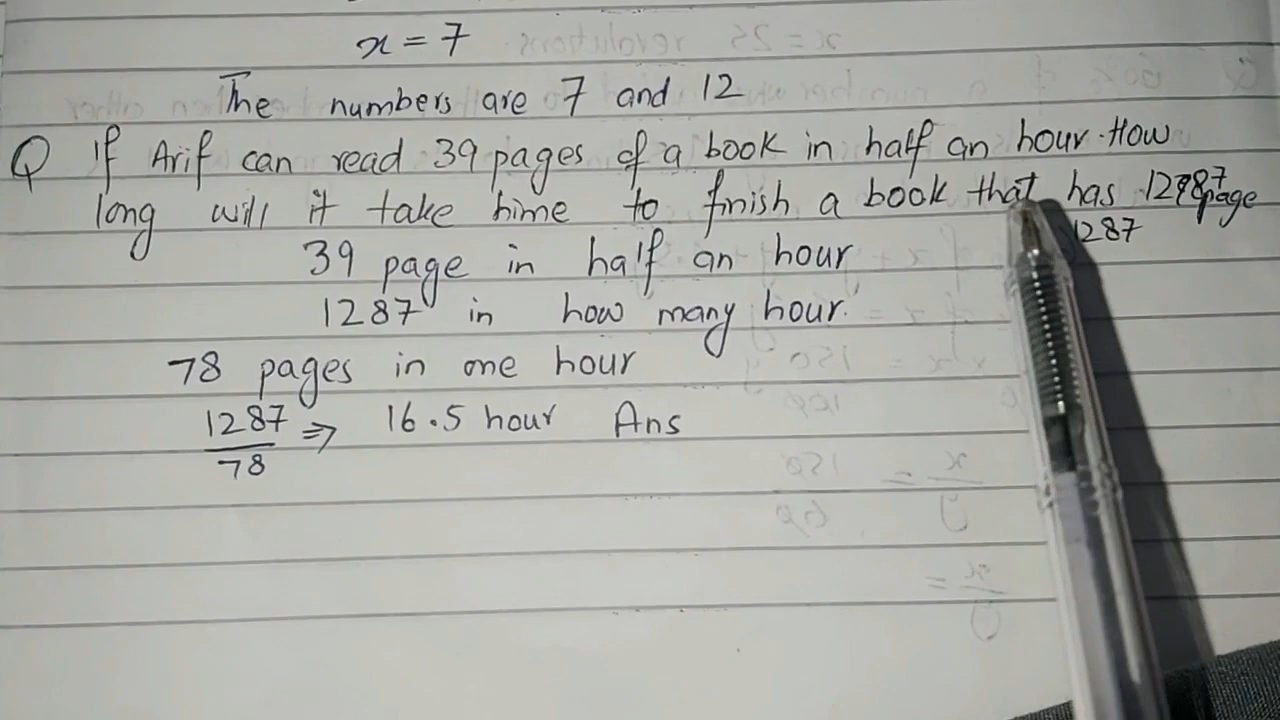 x = 7
The numbers are 7 and 12
Q If Arif can read 39 pages of a book in half an hour. How
long will it take time to finish a book that has 1287 page
1287
39 page in half an hour
1287 in how many hour.
78 pages in one hour
1287/78 ⇒ 16.5 hour Ans